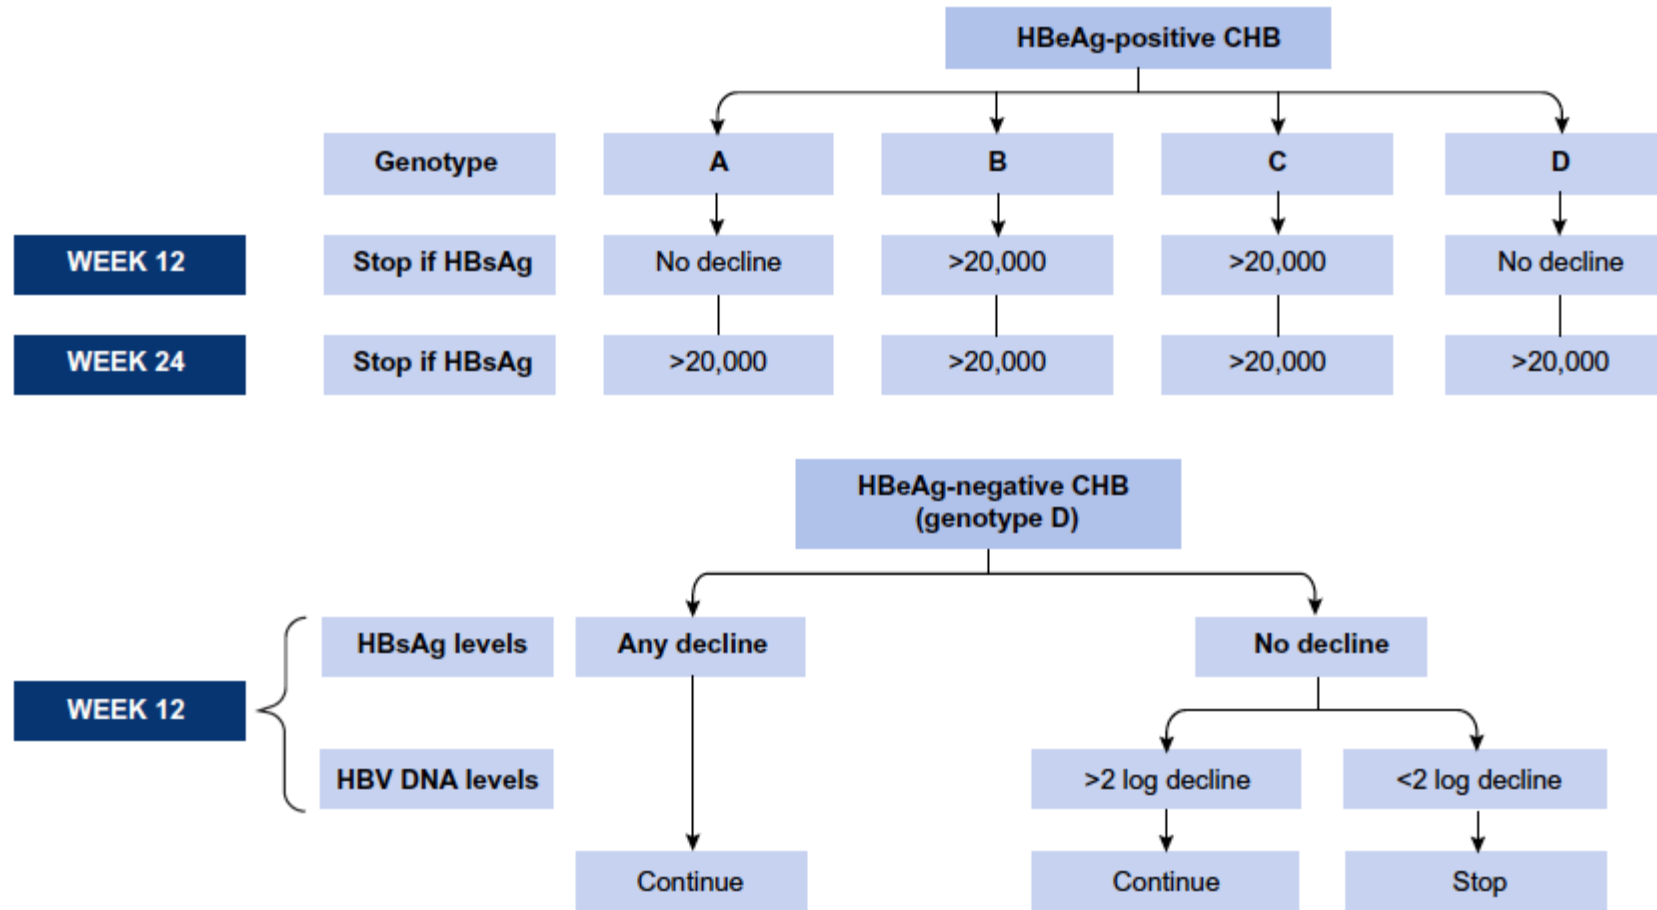 HBeAg-positive CHB
Genotype A B C D
WEEK 12 Stop if HBsAg No decline >20,000 >20,000 No decline
WEEK 24 Stop if HBsAg >20,000 >20,000 >20,000 >20,000
HBeAg-negative CHB
(genotype D)
HBsAg levels Any decline No decline
WEEK 12
HBV DNA levels >2 log decline <2 log decline
Continue Continue Stop